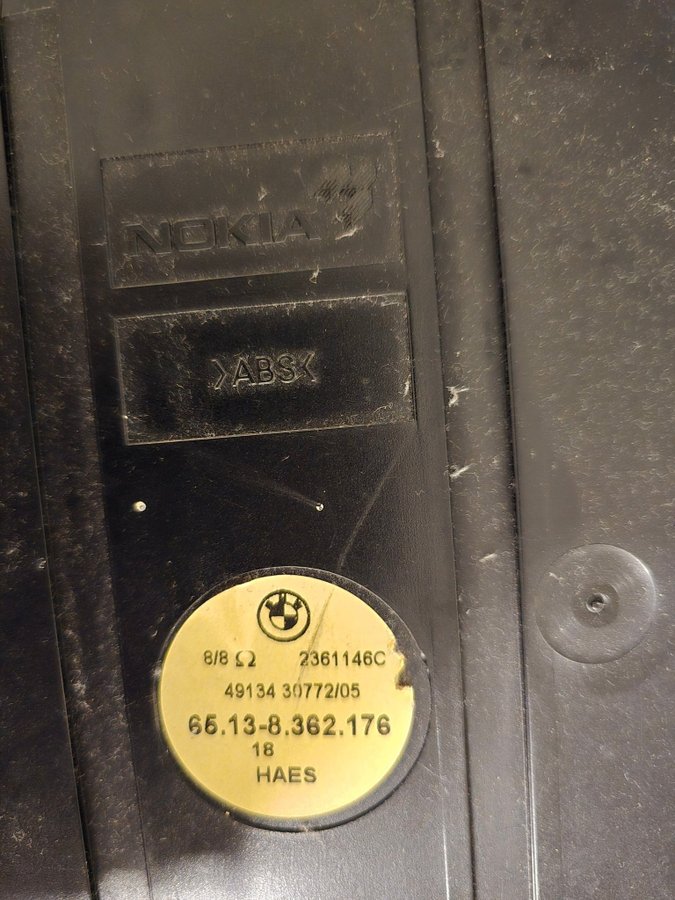 NOKIA
>ABS<
8/8 Ω 2361146C
49134 30772/05
65.13-8.362.176
18
HAES